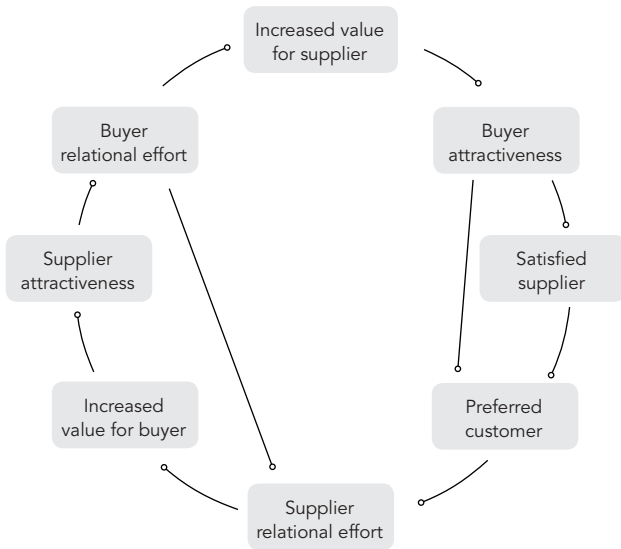 Increased value
for supplier
Buyer
relational effort
Buyer
attractiveness
Supplier
attractiveness
Satisfied
supplier
Increased
value for buyer
Preferred
customer
Supplier
relational effort